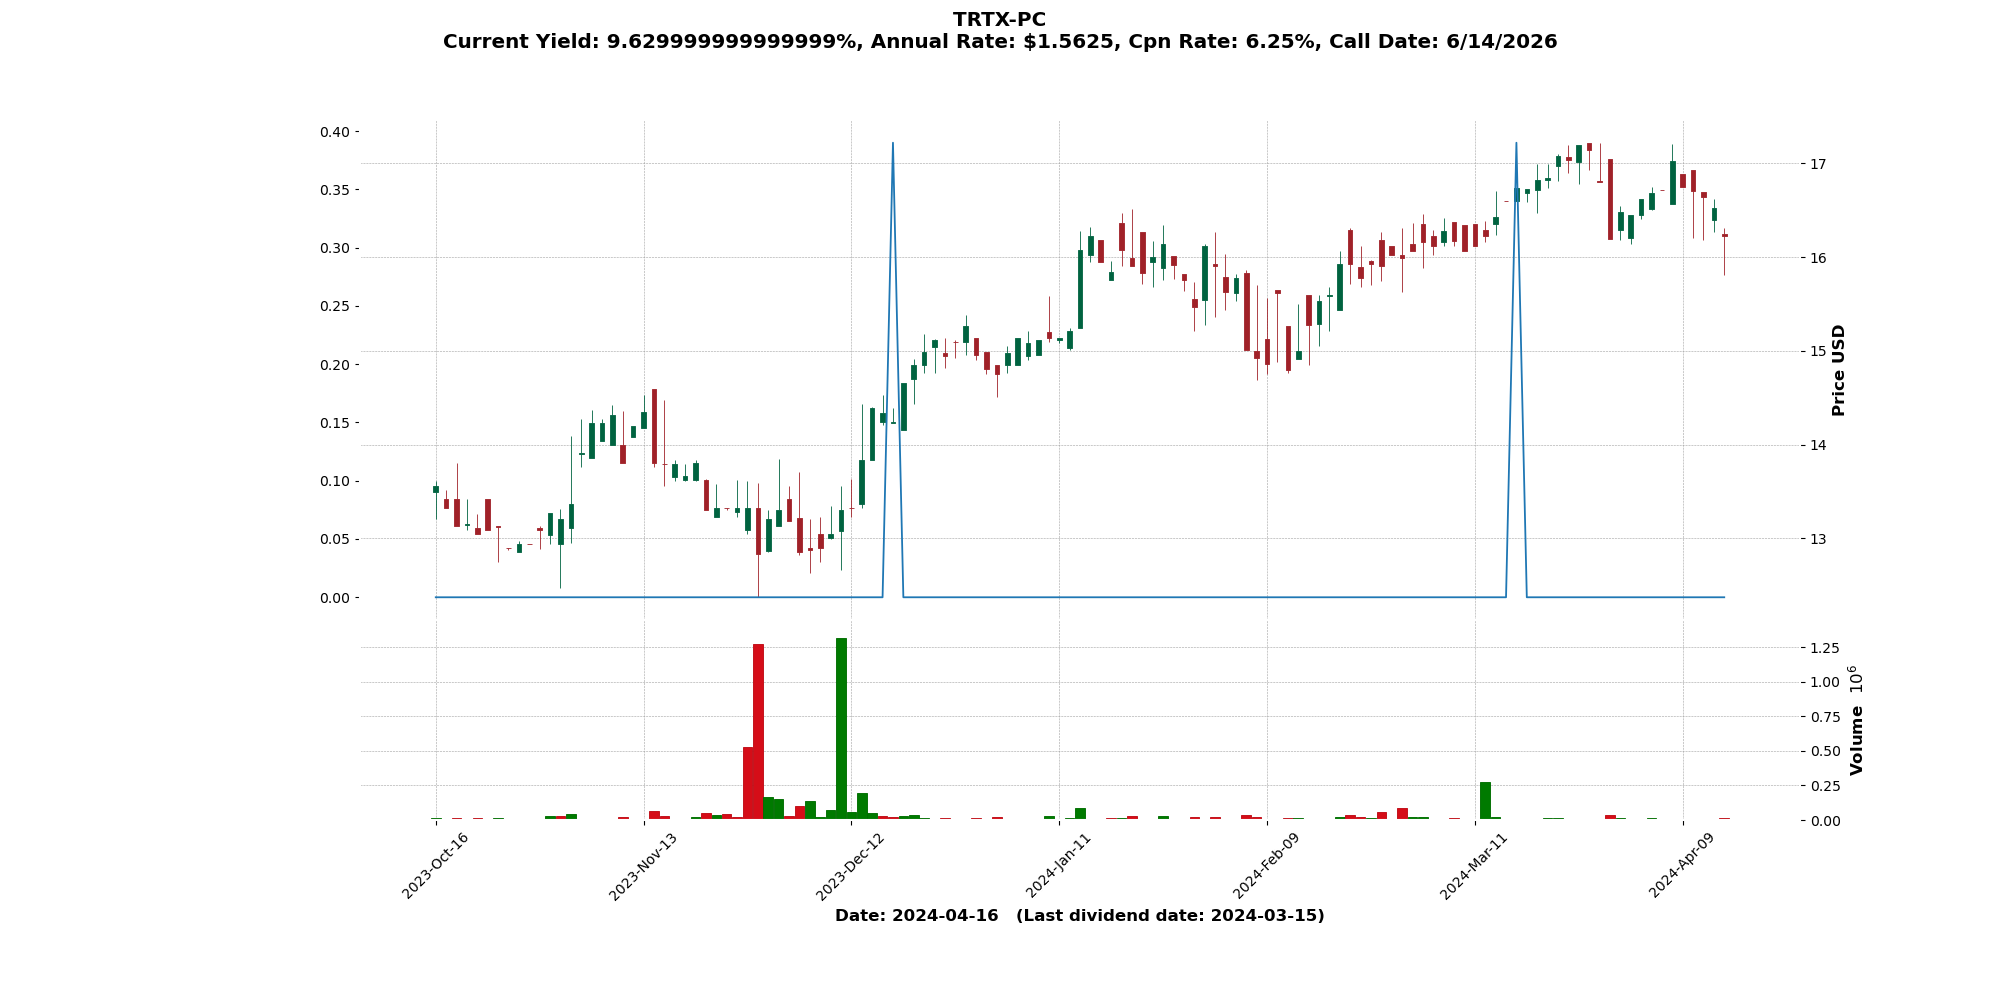 TRTX-PC
Current Yield: 9.629999999999999%, Annual Rate: $1.5625, Cpn Rate: 6.25%, Call Date: 6/14/2026
0.40
0.35
0.30
0.25
0.20
0.15
0.10
0.05
0.00
17
16
15
14
13
Price USD
1.25
1.00
0.75
0.50
0.25
0.00
Volume 10^6
2023-Oct-16
2023-Nov-13
2023-Dec-12
2024-Jan-11
2024-Feb-09
2024-Mar-11
2024-Apr-09
Date: 2024-04-16 (Last dividend date: 2024-03-15)